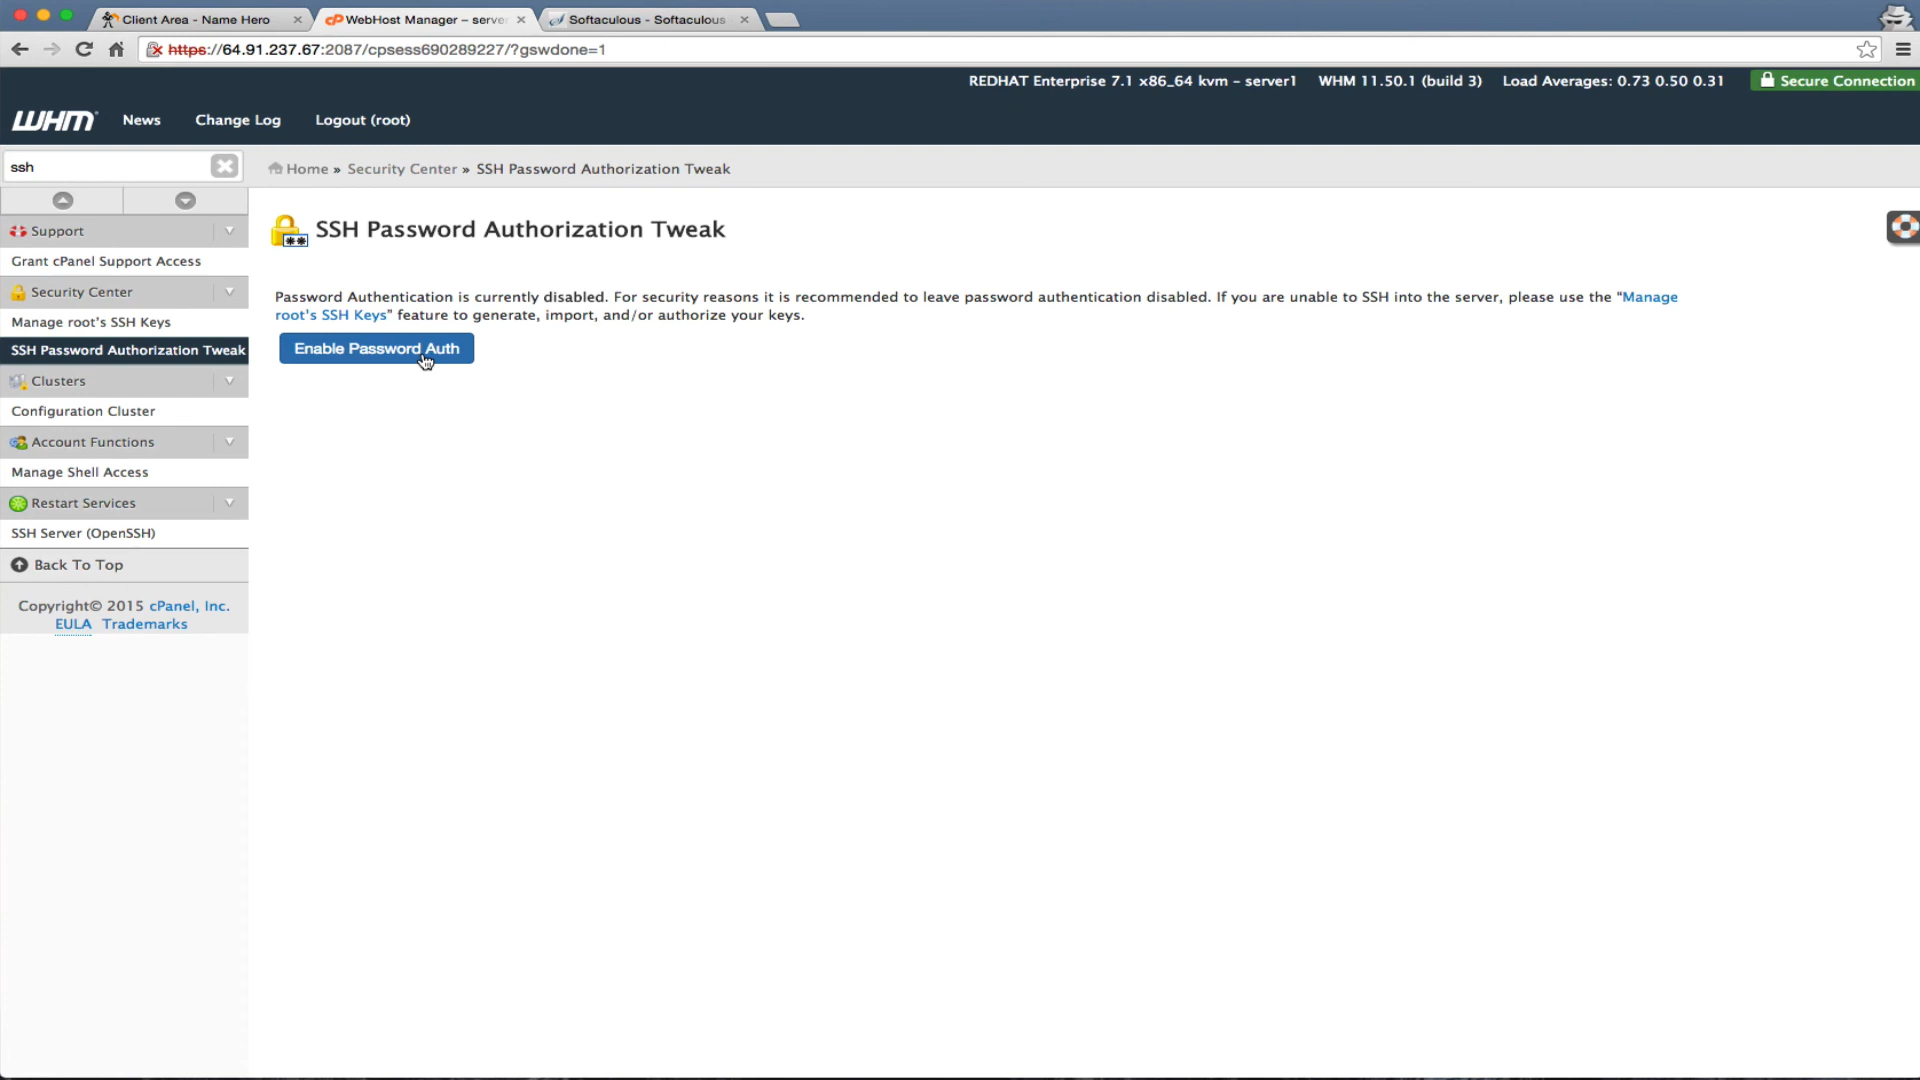 Client Area - Name Hero
WebHost Manager – serve
Softaculous - Softaculous
https://64.91.237.67:2087/cpsess690289227/?gswdone=1
REDHAT Enterprise 7.1 x86_64 kvm – server1 WHM 11.50.1 (build 3) Load Averages: 0.73 0.50 0.31 Secure Connection
WHM News Change Log Logout (root)
ssh
Home » Security Center » SSH Password Authorization Tweak
Support
Grant cPanel Support Access
Security Center
Manage root's SSH Keys
SSH Password Authorization Tweak
Clusters
Configuration Cluster
Account Functions
Manage Shell Access
Restart Services
SSH Server (OpenSSH)
Back To Top
Copyright© 2015 cPanel, Inc.
EULA Trademarks
SSH Password Authorization Tweak
Password Authentication is currently disabled. For security reasons it is recommended to leave password authentication disabled. If you are unable to SSH into the server, please use the “Manage
root's SSH Keys” feature to generate, import, and/or authorize your keys.
Enable Password Auth